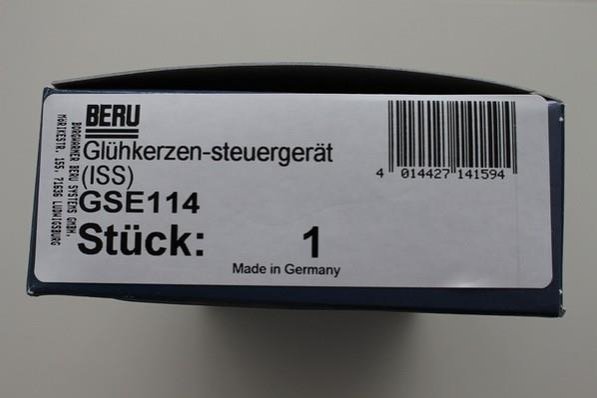 BERU
Glühkerzen-steuergerät
(ISS)
GSE114
Stück: 1
Made in Germany
4 014427 141594
BORGWARNER BERU SYSTEMS GMBH,
MÖRIKESTR. 155, 71636 LUDWIGSBURG